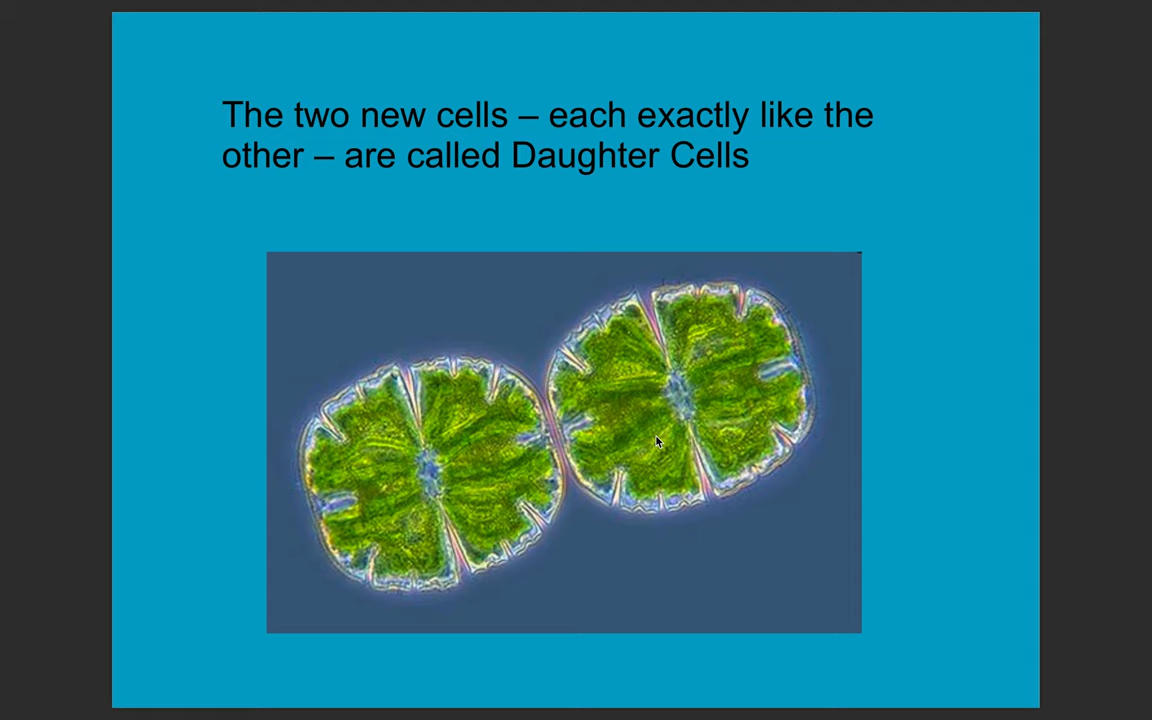 The two new cells – each exactly like the
other – are called Daughter Cells